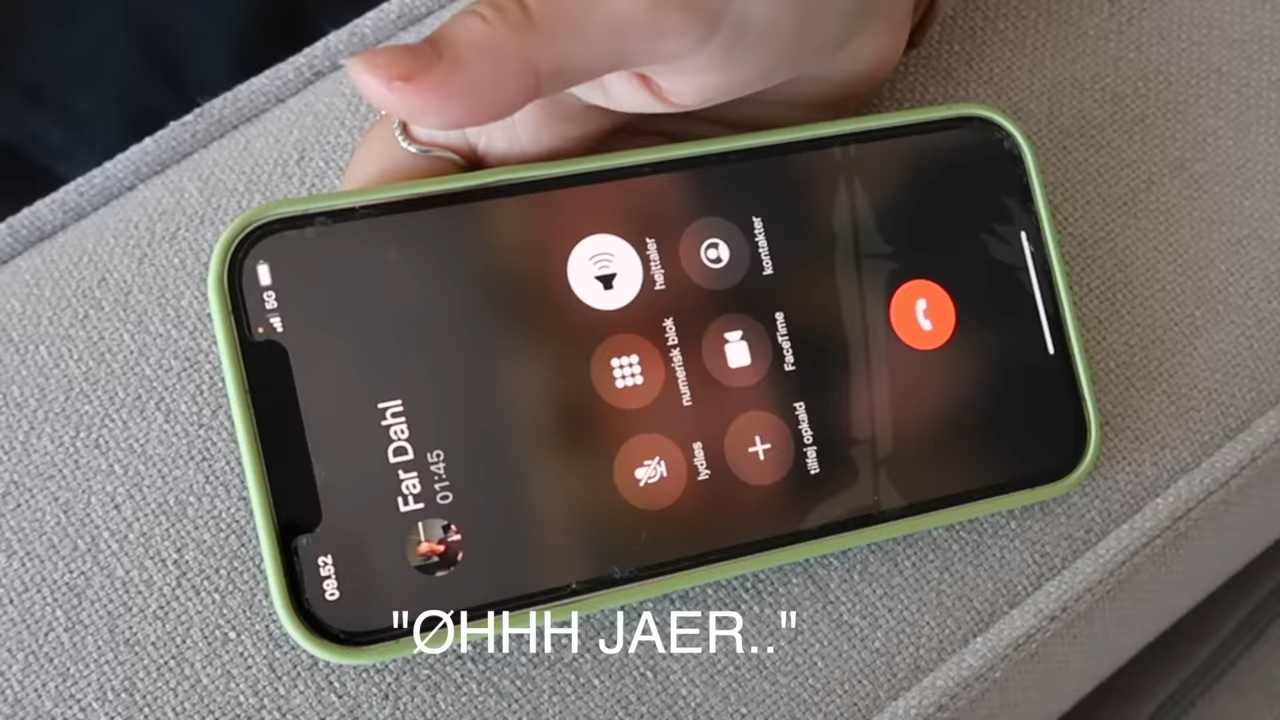 09.52
5G
Far Dahl
01:45
lydløs
numerisk blok
højttaler
tilføj opkald
FaceTime
kontakter
"ØHHH JAER.."